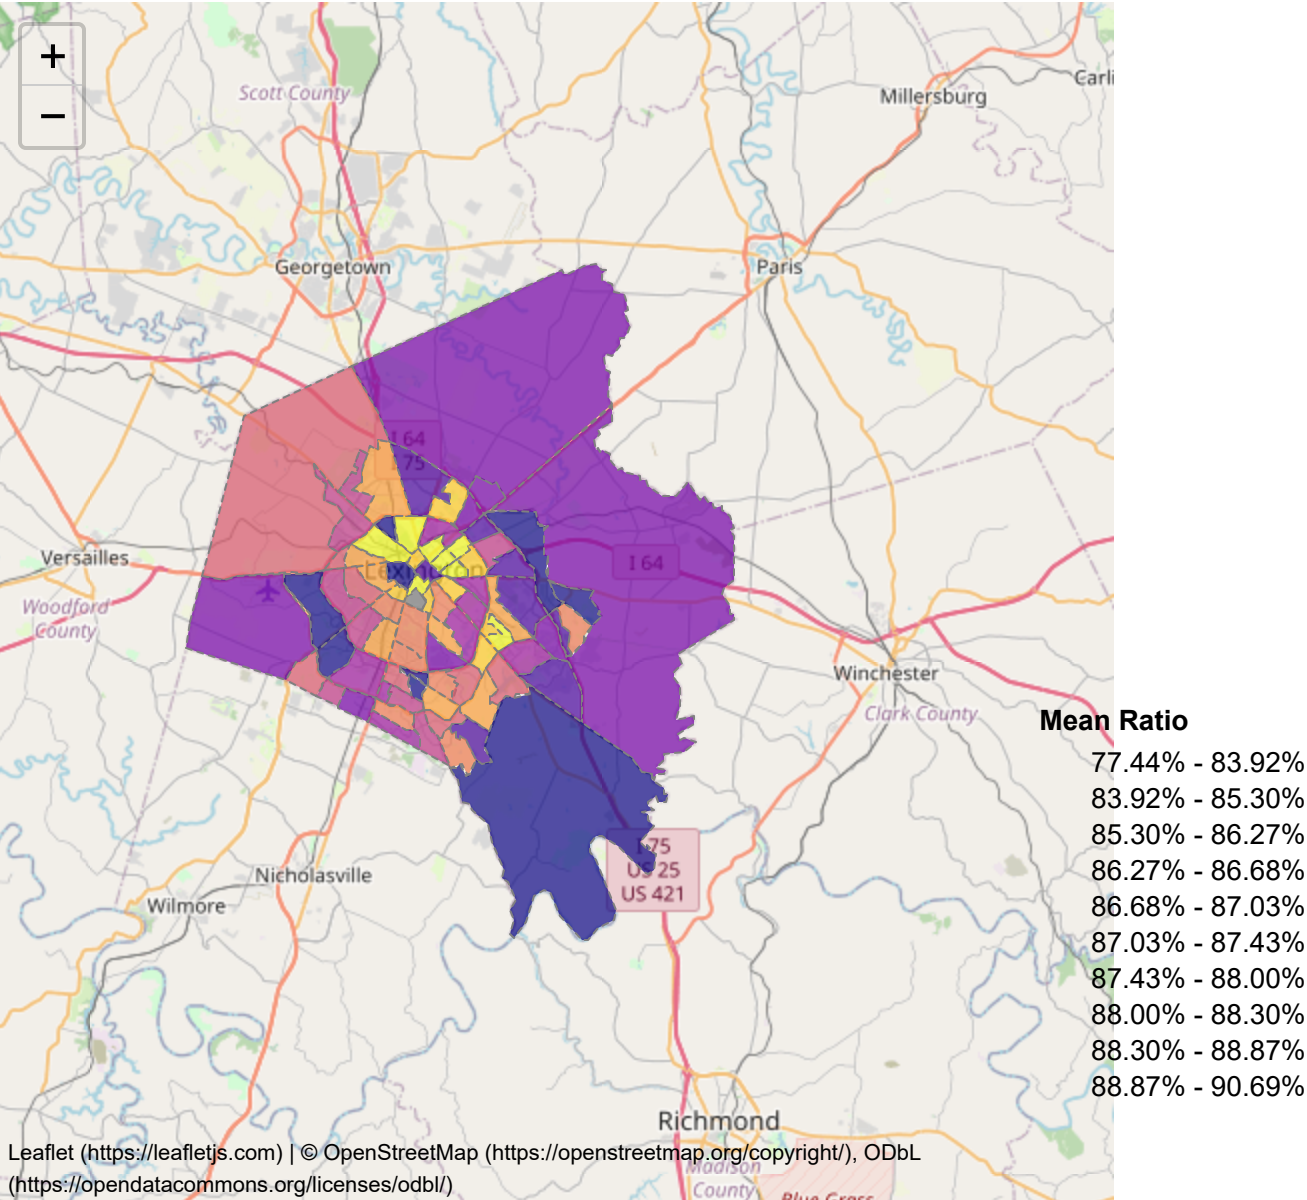 +
−
Scott County
Millersburg
Carli
Georgetown
Paris
I 64
I 75
Versailles
I 64
Lexington
Woodford
County
Winchester
Clark County
Mean Ratio
77.44% - 83.92%
83.92% - 85.30%
85.30% - 86.27%
86.27% - 86.68%
86.68% - 87.03%
87.03% - 87.43%
87.43% - 88.00%
88.00% - 88.30%
88.30% - 88.87%
88.87% - 90.69%
I 75
US 25
US 421
Nicholasville
Wilmore
Richmond
Leaflet (https://leafletjs.com) | © OpenStreetMap (https://openstreetmap.org/copyright/), ODbL
(https://opendatacommons.org/licenses/odbl/)
Madison
County
Blue Grass